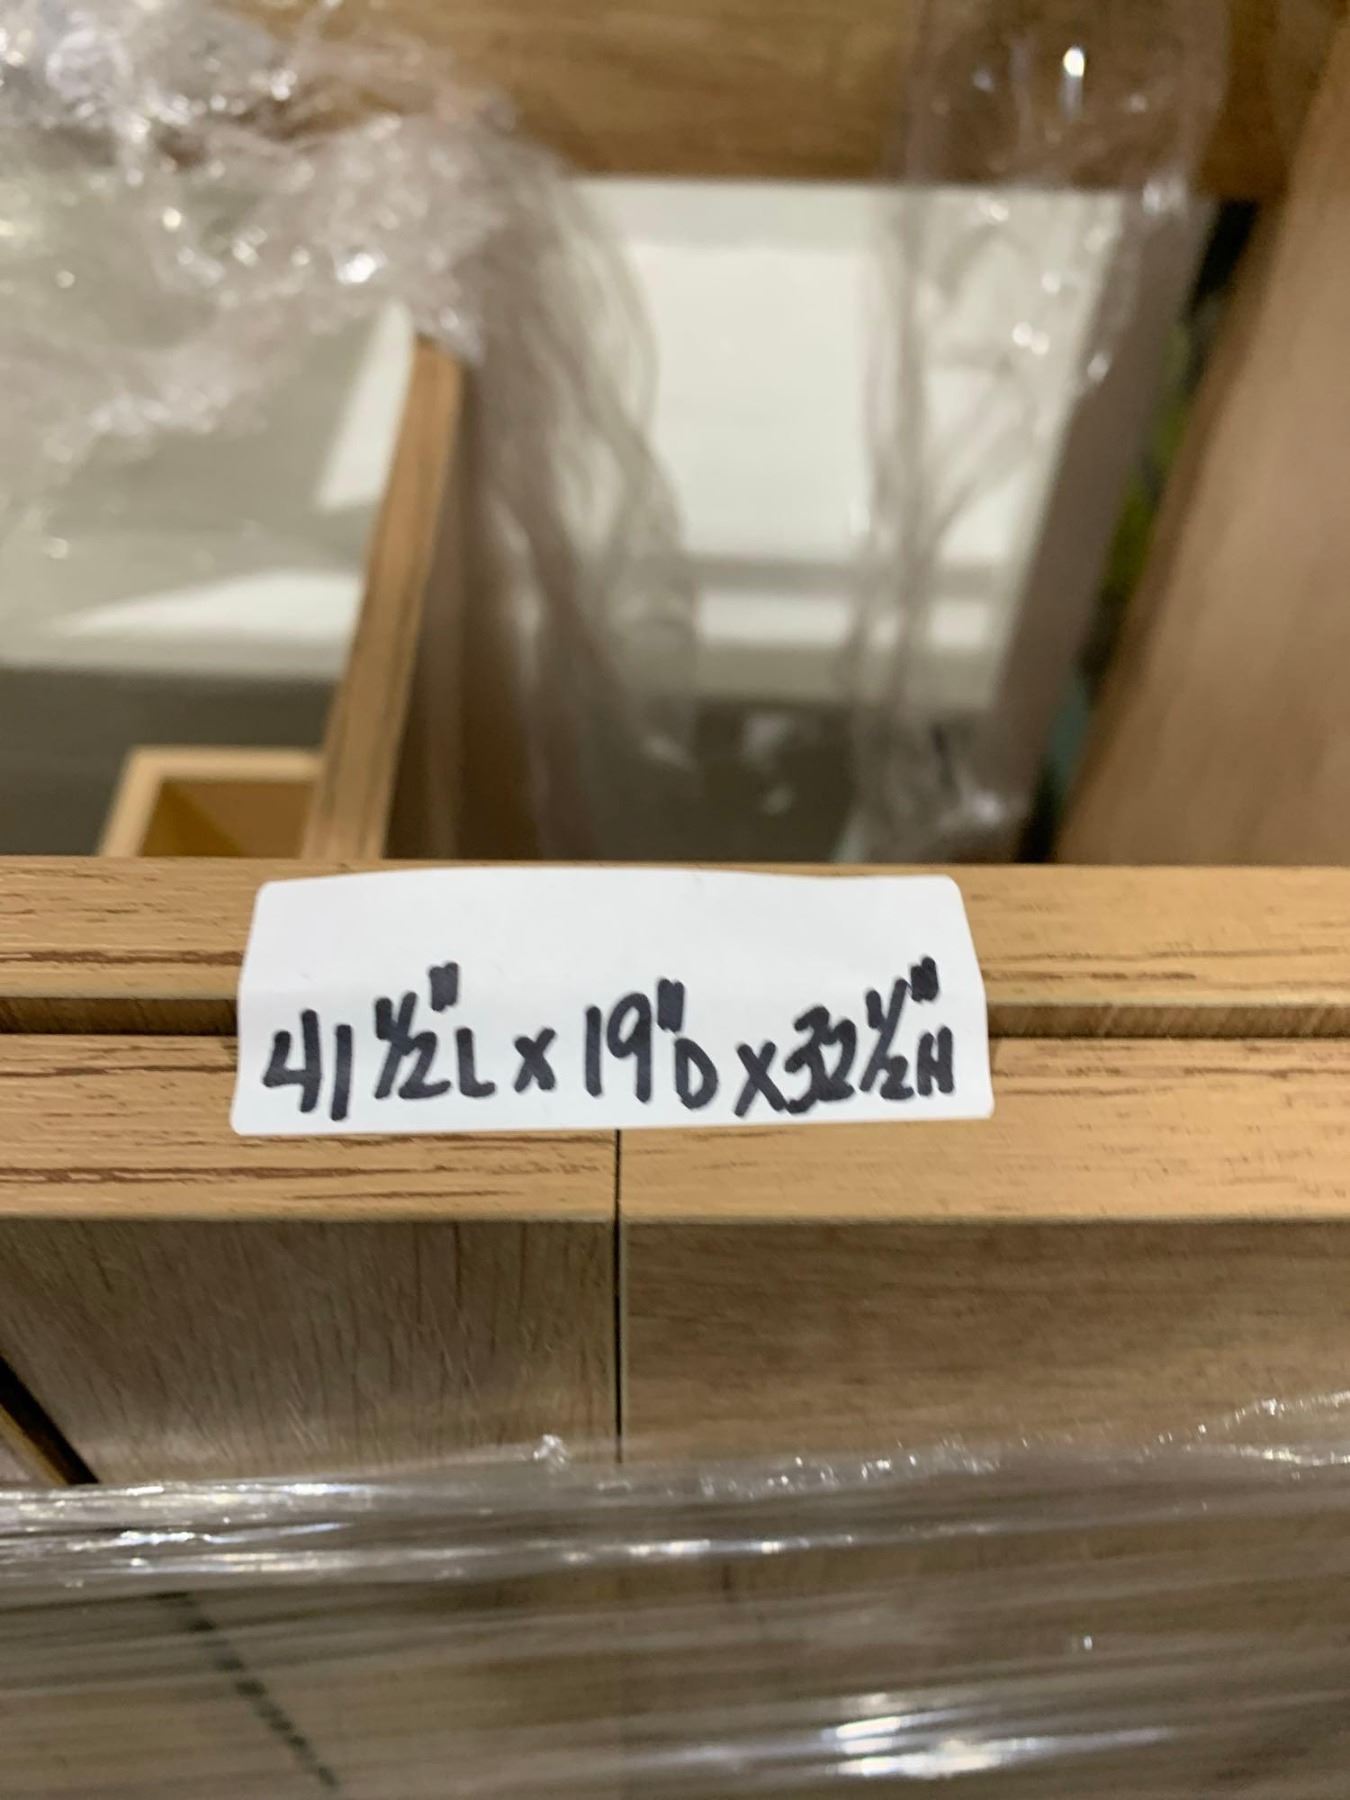 41 1/2" L x 19" D x 32 1/2" H